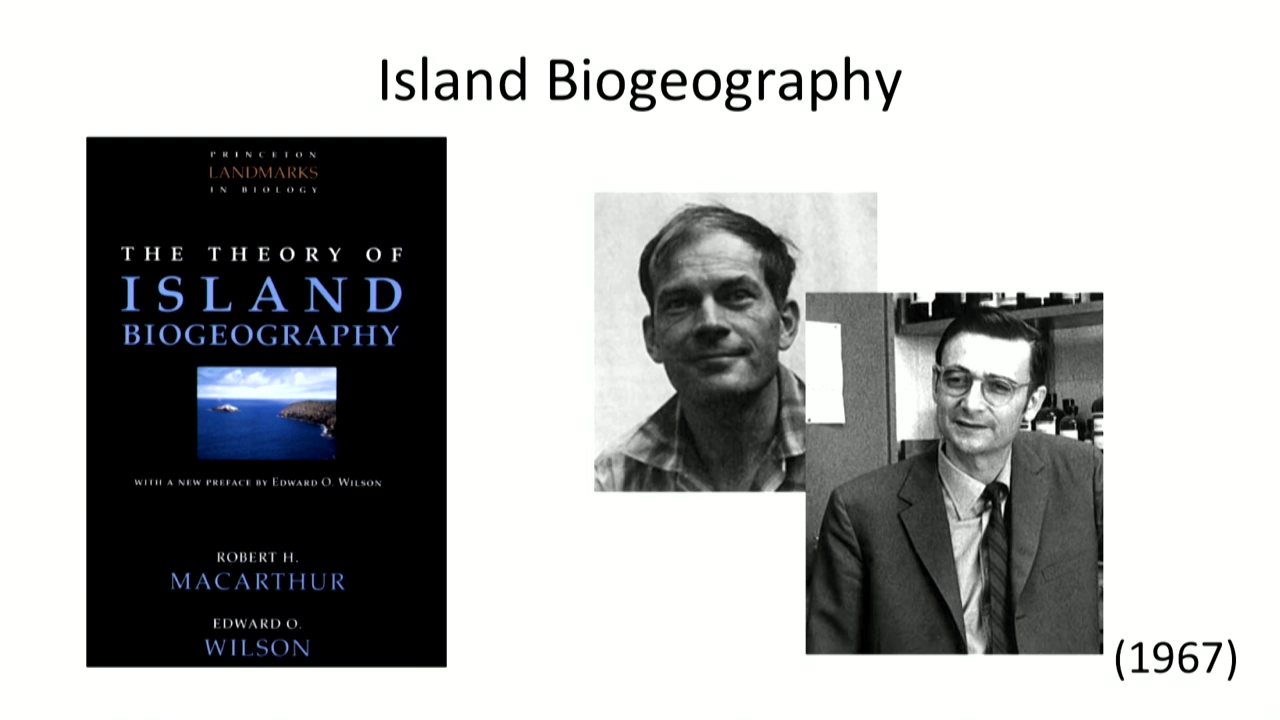 Island Biogeography
PRINCETON
LANDMARKS
IN BIOLOGY
THE THEORY OF
ISLAND
BIOGEOGRAPHY
WITH A NEW PREFACE BY EDWARD O. WILSON
ROBERT H.
MACARTHUR
EDWARD O.
WILSON
(1967)